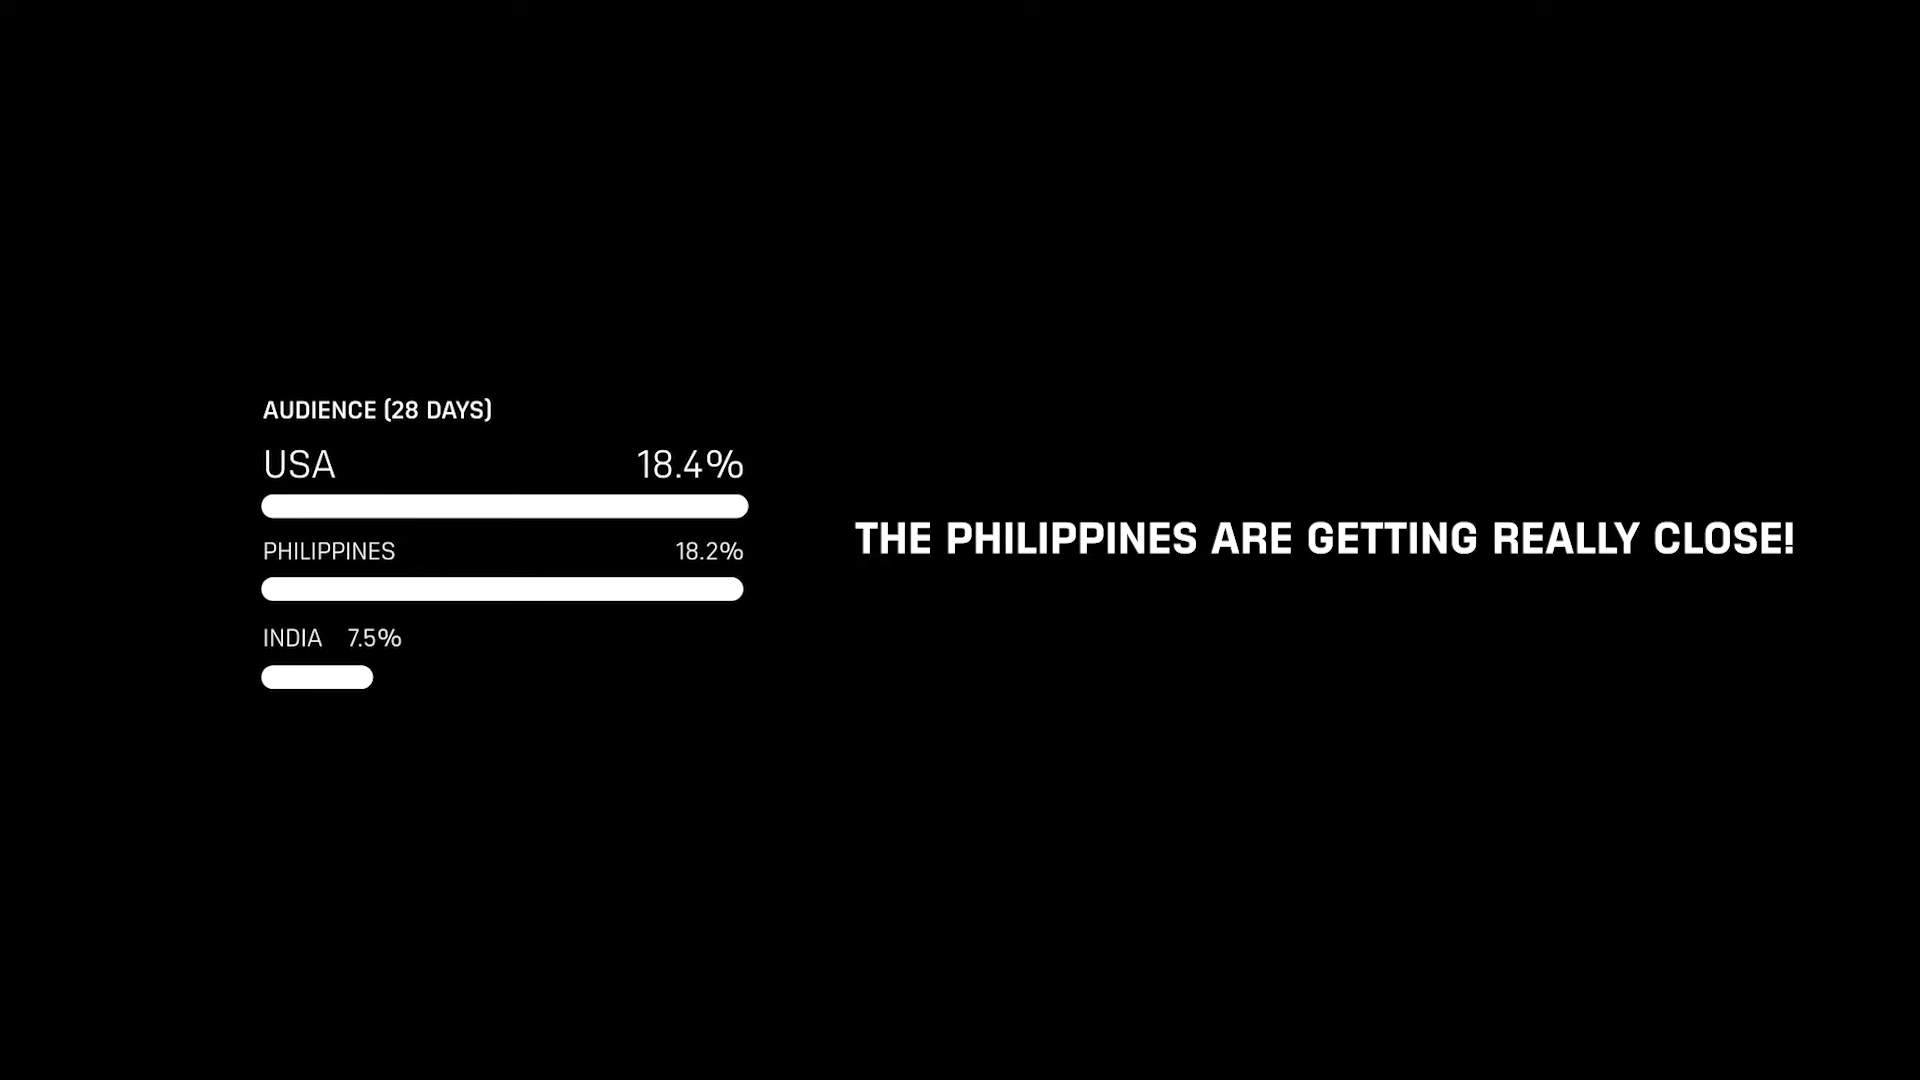 AUDIENCE (28 DAYS)
USA 18.4%
PHILIPPINES 18.2%
INDIA 7.5%
THE PHILIPPINES ARE GETTING REALLY CLOSE!